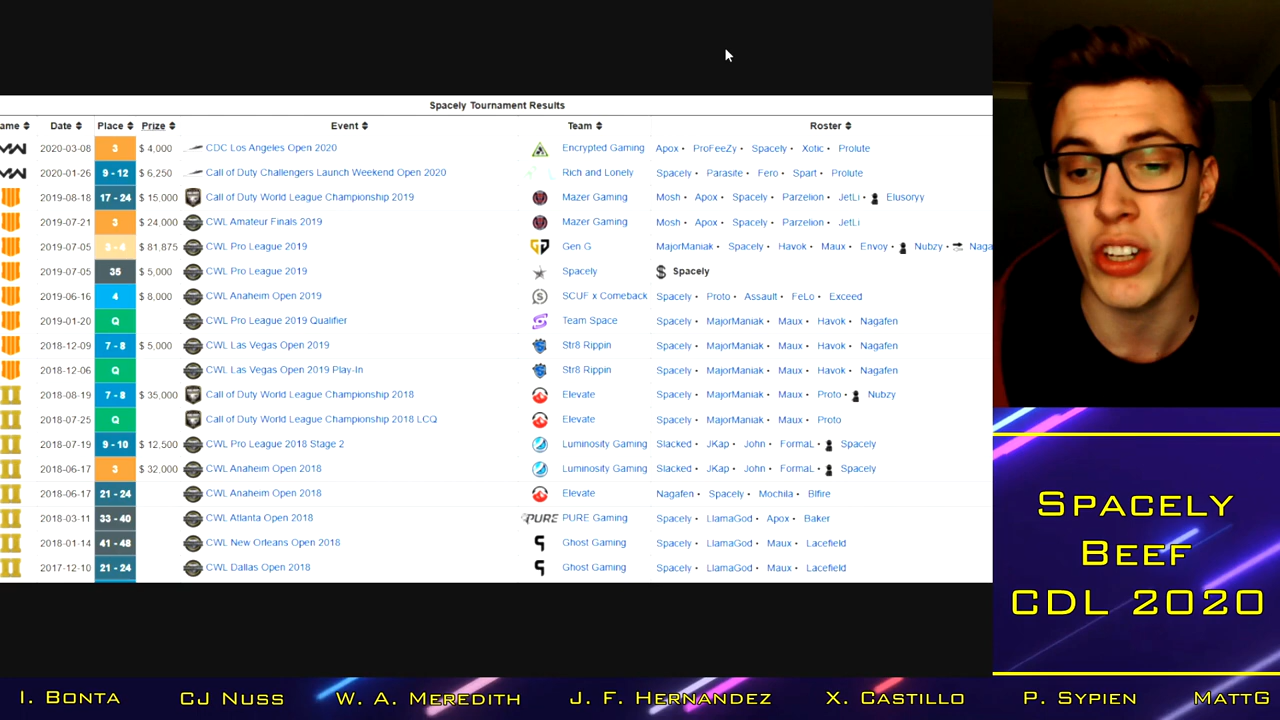 Spacely Tournament Results
ame Date Place Prize Event Team Roster
2020-03-08 3 $ 4,000 CDC Los Angeles Open 2020 Encrypted Gaming Apox • ProFeeZy • Spacely • Xotic • Prolute
2020-01-26 9 - 12 $ 6,250 Call of Duty Challengers Launch Weekend Open 2020 Rich and Lonely Spacely • Parasite • Fero • Spart • Prolute
2019-08-18 17 - 24 $ 15,000 Call of Duty World League Championship 2019 Mazer Gaming Mosh • Apox • Spacely • Parzelion • JetLi • Elusoryy
2019-07-21 3 $ 24,000 CWL Amateur Finals 2019 Mazer Gaming Mosh • Apox • Spacely • Parzelion • JetLi
2019-07-05 3 - 4 $ 81,875 CWL Pro League 2019 Gen G MajorManiak • Spacely • Havok • Maux • Envoy • Nubzy • Naga
2019-07-05 35 $ 5,000 CWL Pro League 2019 Spacely $ Spacely
2019-06-16 4 $ 8,000 CWL Anaheim Open 2019 SCUF x Comeback Spacely • Proto • Assault • FeLo • Exceed
2019-01-20 Q CWL Pro League 2019 Qualifier Team Space Spacely • MajorManiak • Maux • Havok • Nagafen
2018-12-09 7 - 8 $ 5,000 CWL Las Vegas Open 2019 Str8 Rippin Spacely • MajorManiak • Maux • Havok • Nagafen
2018-12-06 Q CWL Las Vegas Open 2019 Play-In Str8 Rippin Spacely • MajorManiak • Maux • Havok • Nagafen
2018-08-19 7 - 8 $ 35,000 Call of Duty World League Championship 2018 Elevate Spacely • MajorManiak • Maux • Proto • Nubzy
2018-07-25 Q Call of Duty World League Championship 2018 LCQ Elevate Spacely • MajorManiak • Maux • Proto
2018-07-19 9 - 10 $ 12,500 CWL Pro League 2018 Stage 2 Luminosity Gaming Slacked • JKap • John • FormaL • Spacely
2018-06-17 3 $ 32,000 CWL Anaheim Open 2018 Luminosity Gaming Slacked • JKap • John • FormaL • Spacely
2018-06-17 21 - 24 CWL Anaheim Open 2018 Elevate Nagafen • Spacely • Mochila • Blfire
2018-03-11 33 - 40 CWL Atlanta Open 2018 PURE PURE Gaming Spacely • LlamaGod • Apox • Baker
2018-01-14 41 - 48 CWL New Orleans Open 2018 Ghost Gaming Spacely • LlamaGod • Maux • Lacefield
2017-12-10 21 - 24 CWL Dallas Open 2018 Ghost Gaming Spacely • LlamaGod • Maux • Lacefield
Spacely
Beef
CDL 2020
I. Bonta CJ Nuss W. A. Meredith J. F. Hernandez X. Castillo P. Sypien MattG